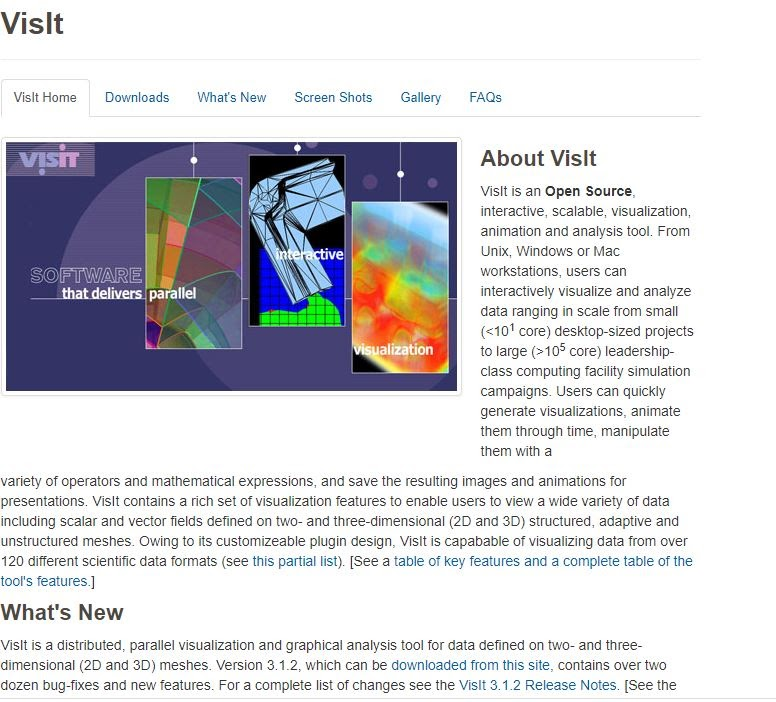 VisIt
VisIt Home
Downloads
What's New
Screen Shots
Gallery
FAQs
VISIT
SOFTWARE
that delivers parallel
interactive
visualization
About VisIt
VisIt is an Open Source,
interactive, scalable, visualization,
animation and analysis tool. From
Unix, Windows or Mac
workstations, users can
interactively visualize and analyze
data ranging in scale from small
(<10¹ core) desktop-sized projects
to large (>10⁵ core) leadership-
class computing facility simulation
campaigns. Users can quickly
generate visualizations, animate
them through time, manipulate
them with a
variety of operators and mathematical expressions, and save the resulting images and animations for
presentations. VisIt contains a rich set of visualization features to enable users to view a wide variety of data
including scalar and vector fields defined on two- and three-dimensional (2D and 3D) structured, adaptive and
unstructured meshes. Owing to its customizeable plugin design, VisIt is capabable of visualizing data from over
120 different scientific data formats (see this partial list). [See a table of key features and a complete table of the
tool's features.]
What's New
VisIt is a distributed, parallel visualization and graphical analysis tool for data defined on two- and three-
dimensional (2D and 3D) meshes. Version 3.1.2, which can be downloaded from this site, contains over two
dozen bug-fixes and new features. For a complete list of changes see the VisIt 3.1.2 Release Notes. [See the